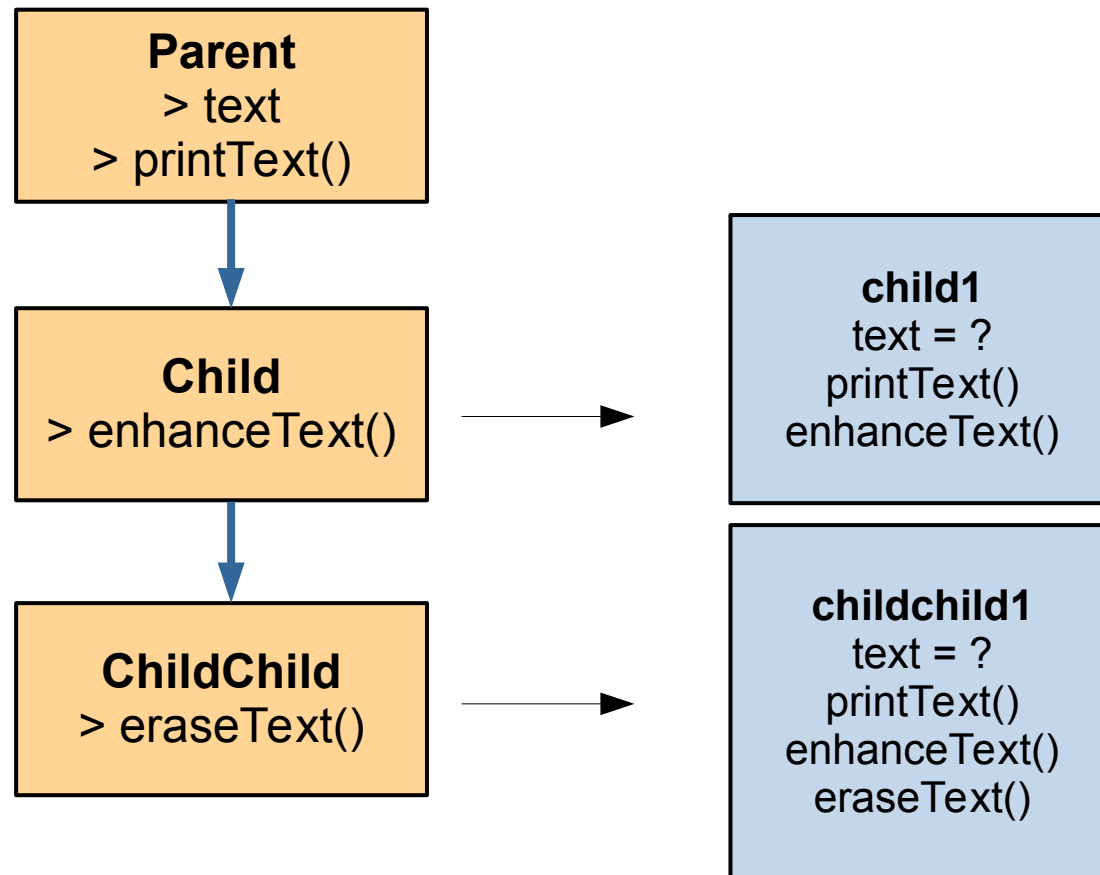 Parent
> text
> printText()
Child
> enhanceText()
ChildChild
> eraseText()
child1
text = ?
printText()
enhanceText()
childchild1
text = ?
printText()
enhanceText()
eraseText()